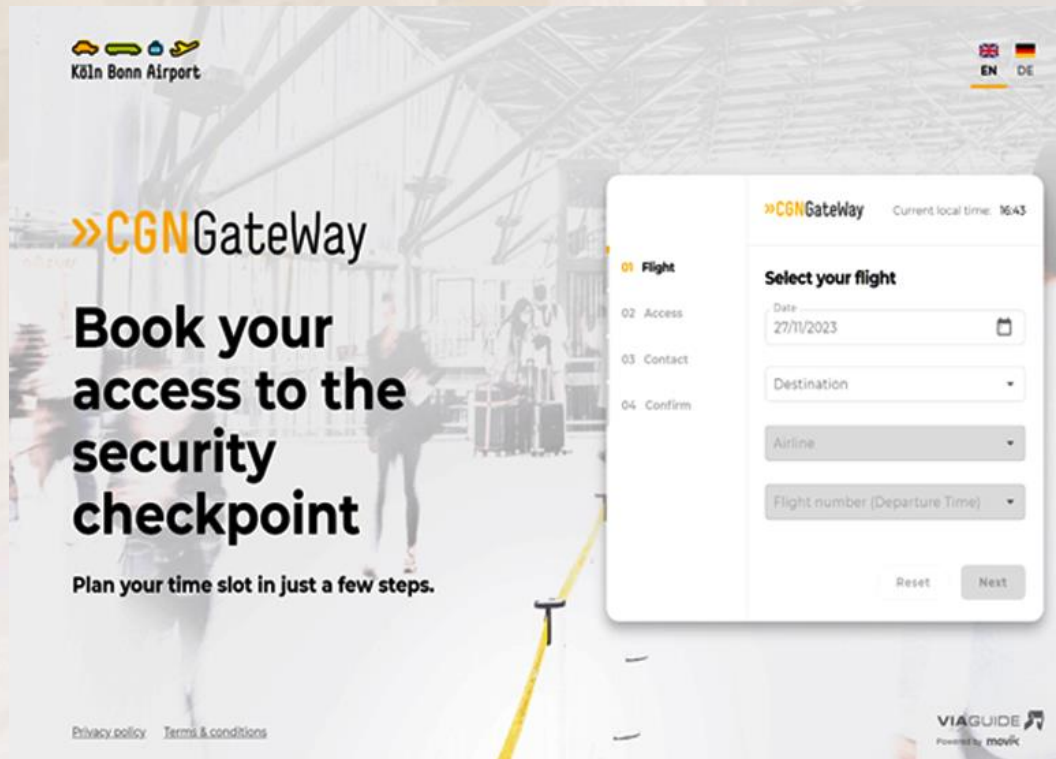 Köln Bonn Airport
EN DE
»CGNGateWay
Book your
access to the
security
checkpoint
Plan your time slot in just a few steps.
Privacy policy Terms & conditions
»CGNGateWay Current local time: 16:43
01 Flight
02 Access
03 Contact
04 Confirm
Select your flight
Date
27/11/2023
Destination
Airline
Flight number (Departure Time)
Reset Next
VIAGUIDE
Powered by movik